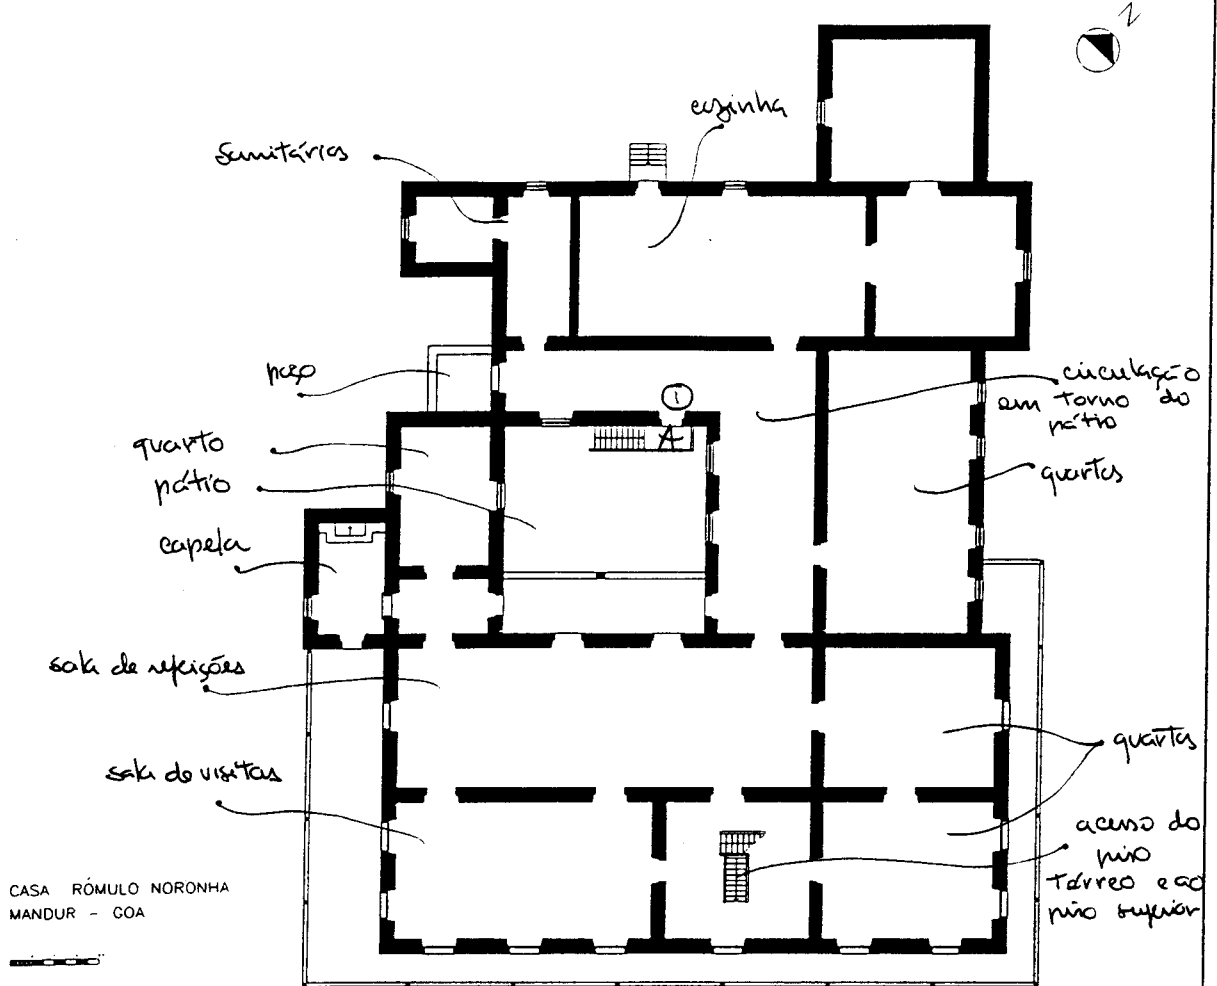 N
cozinha
sanitários
poço
circulação
em torno do
pátio
1
A
quarto
pátio
quartos
capela
sala de refeições
quartos
sala de visitas
acesso do
piso
térreo e ao
piso superior
CASA RÓMULO NORONHA
MANDUR - GOA